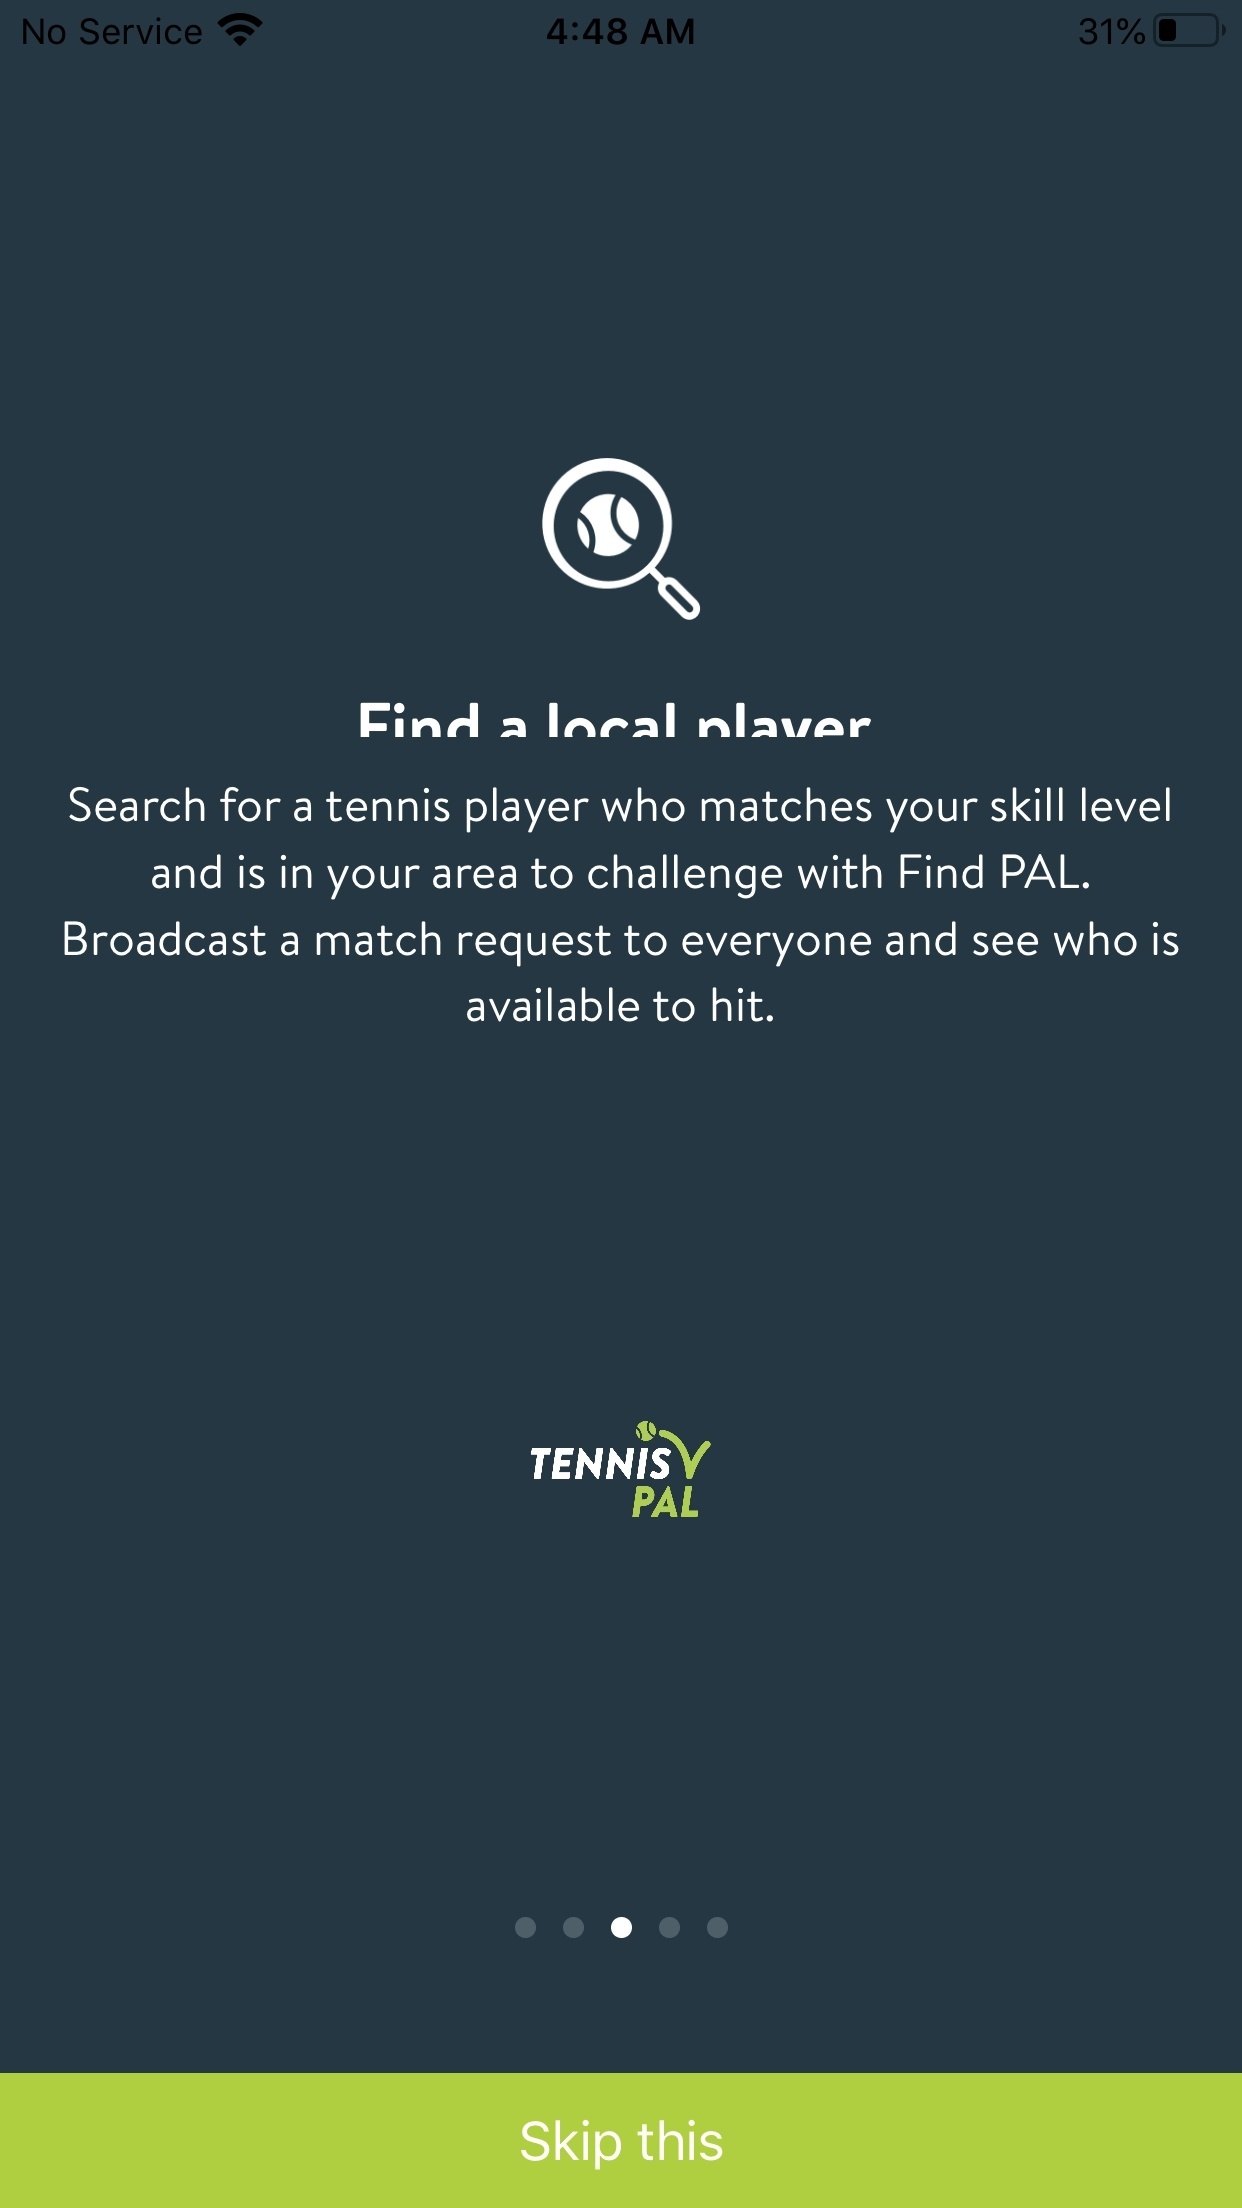 No Service
4:48 AM
31%
Find a local player
Search for a tennis player who matches your skill level
and is in your area to challenge with Find PAL.
Broadcast a match request to everyone and see who is
available to hit.
TENNIS
PAL
Skip this